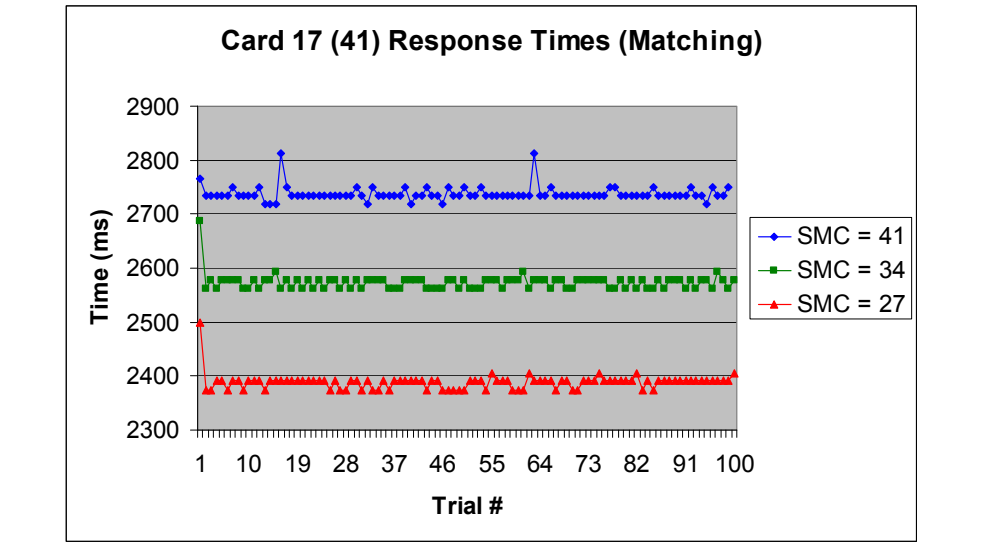 Card 17 (41) Response Times (Matching)
2900
2800
2700
2600
2500
2400
2300
Time (ms)
1 10 19 28 37 46 55 64 73 82 91 100
Trial #
SMC = 41
SMC = 34
SMC = 27